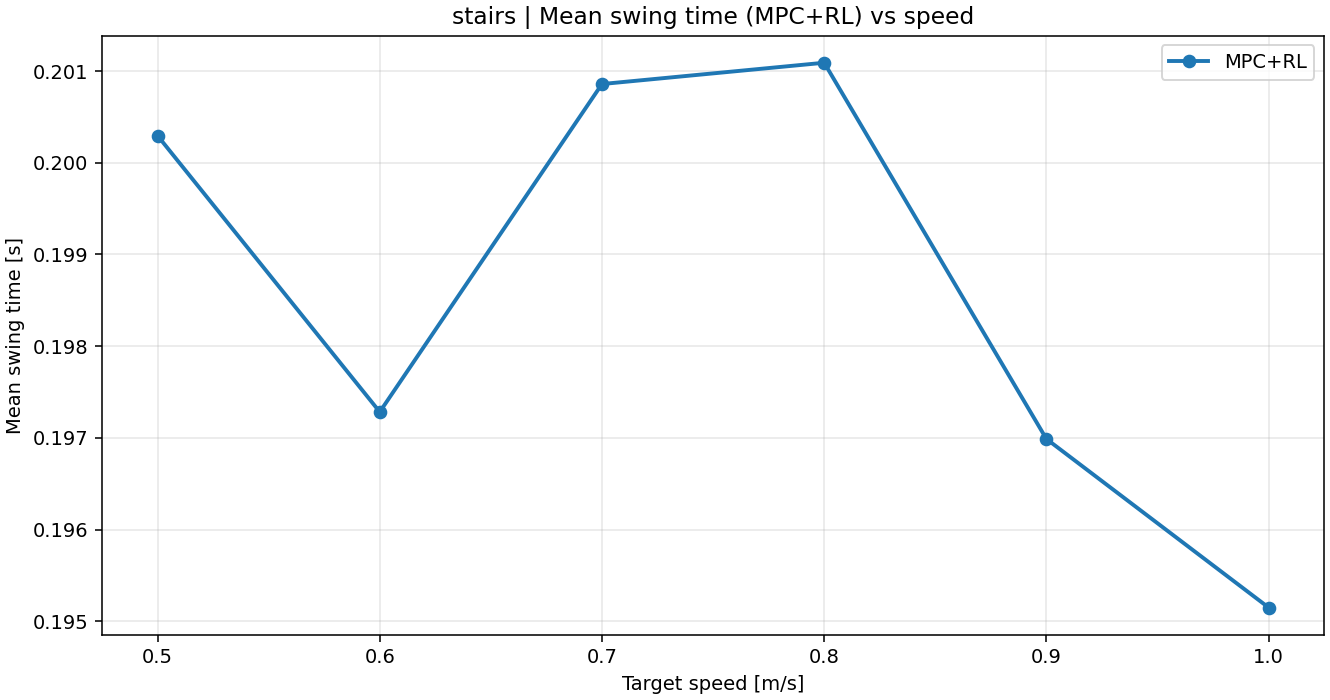 stairs | Mean swing time (MPC+RL) vs speed
MPC+RL
Mean swing time [s]
0.201
0.200
0.199
0.198
0.197
0.196
0.195
0.5 0.6 0.7 0.8 0.9 1.0
Target speed [m/s]